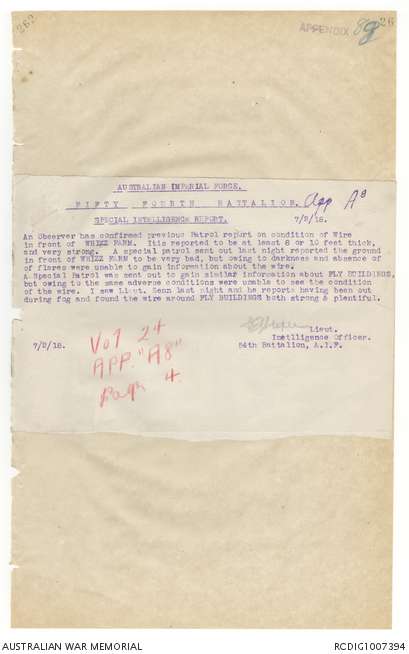 262
APPENDIX 8g 26
AUSTRALIAN IMPERIAL FORCE.
FIFTY FOURTH BATTALION. App A8
SPECIAL INTELLIGENCE REPORT. 7/2/18.
An Observer has confirmed previous Patrol report on condition of Wire
in front of WHIZZ FARM. Itis reported to be at least 8 or 10 feet thick,
and very strong. A special patrol sent out last night reported the ground
in front of WHIZZ FARM to be very bad, but owing to darkness and absence of
of flares were unable to gain information about the wire.
A Special Patrol was sent out to gain similar information about FLY BUILDINGS,
but owing to the same adverse conditions were unable to see the condition
of the wire. I saw Lieut. last night and he reports having been out
during fog and found the wire around FLY BUILDINGS both strong & plentiful.
Lieut.
Intelligence Officer.
7/2/18. 54th Battalion, A.I.F.
Vol 24
APP. "A8"
Page 4.
AUSTRALIAN WAR MEMORIAL RCDIG1007394